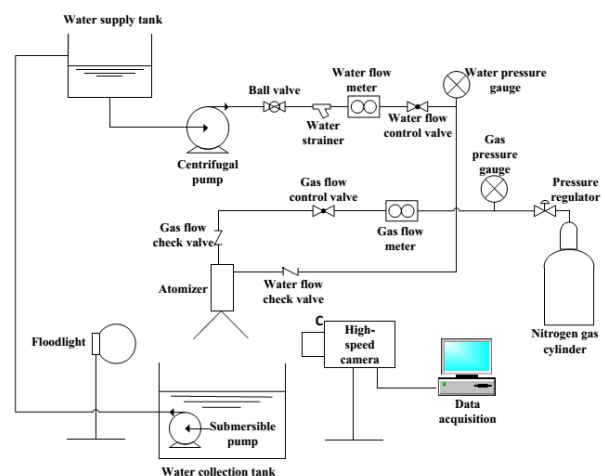 Water supply tank
Ball valve
Water flow
meter
Water pressure
gauge
Water
strainer
Water flow
control valve
Centrifugal
pump
Gas
pressure
gauge
Pressure
regulator
Gas flow
control valve
Gas flow
check valve
Gas flow
meter
Atomizer
Water flow
check valve
Nitrogen gas
cylinder
Floodlight
C
High-
speed
camera
Data
acquisition
Submersible
pump
Water collection tank